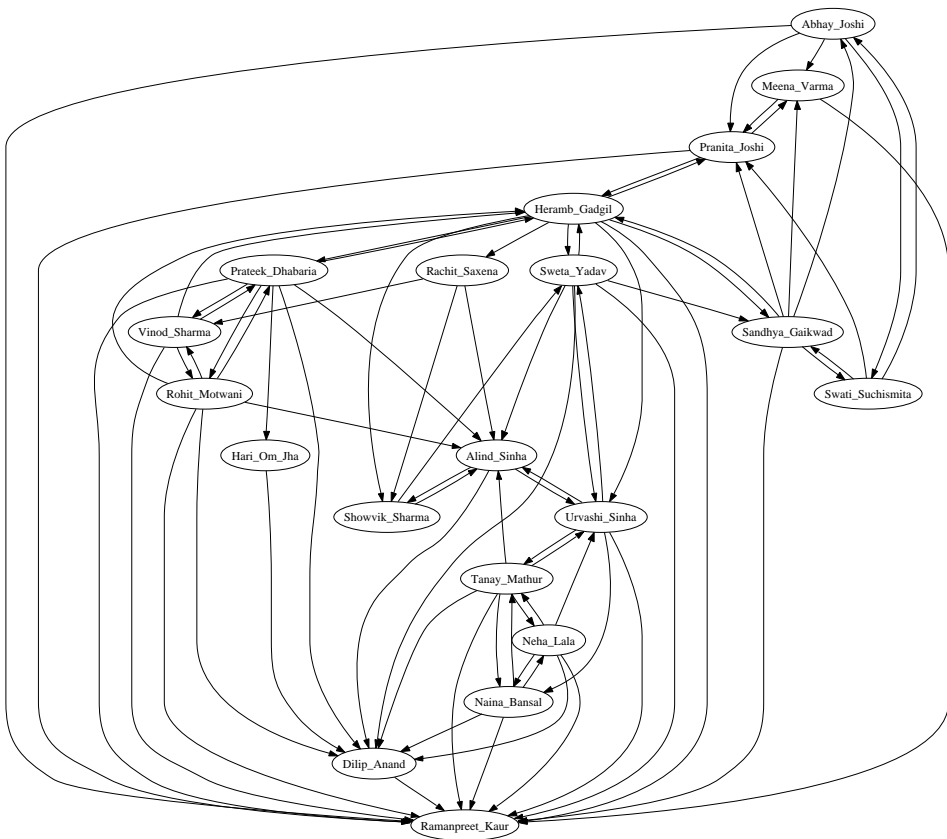 Abhay_Joshi
Meena_Varma
Pranita_Joshi
Heramb_Gadgil
Prateek_Dhabaria
Rachit_Saxena
Sweta_Yadav
Vinod_Sharma
Sandhya_Gaikwad
Rohit_Motwani
Swati_Suchismita
Hari_Om_Jha
Alind_Sinha
Showvik_Sharma
Urvashi_Sinha
Tanay_Mathur
Neha_Lala
Naina_Bansal
Dilip_Anand
Ramanpreet_Kaur